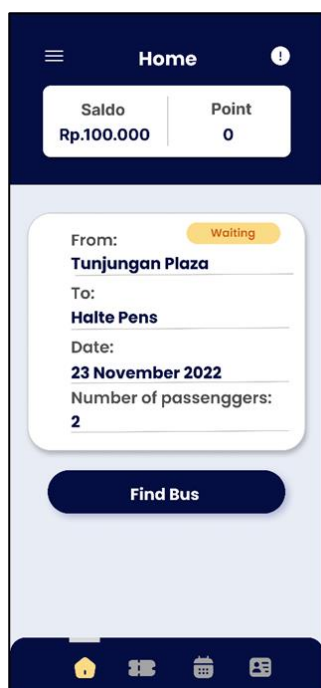 Home
Saldo Point
Rp.100.000 0
Waiting
From:
Tunjungan Plaza
To:
Halte Pens
Date:
23 November 2022
Number of passenggers:
2
Find Bus